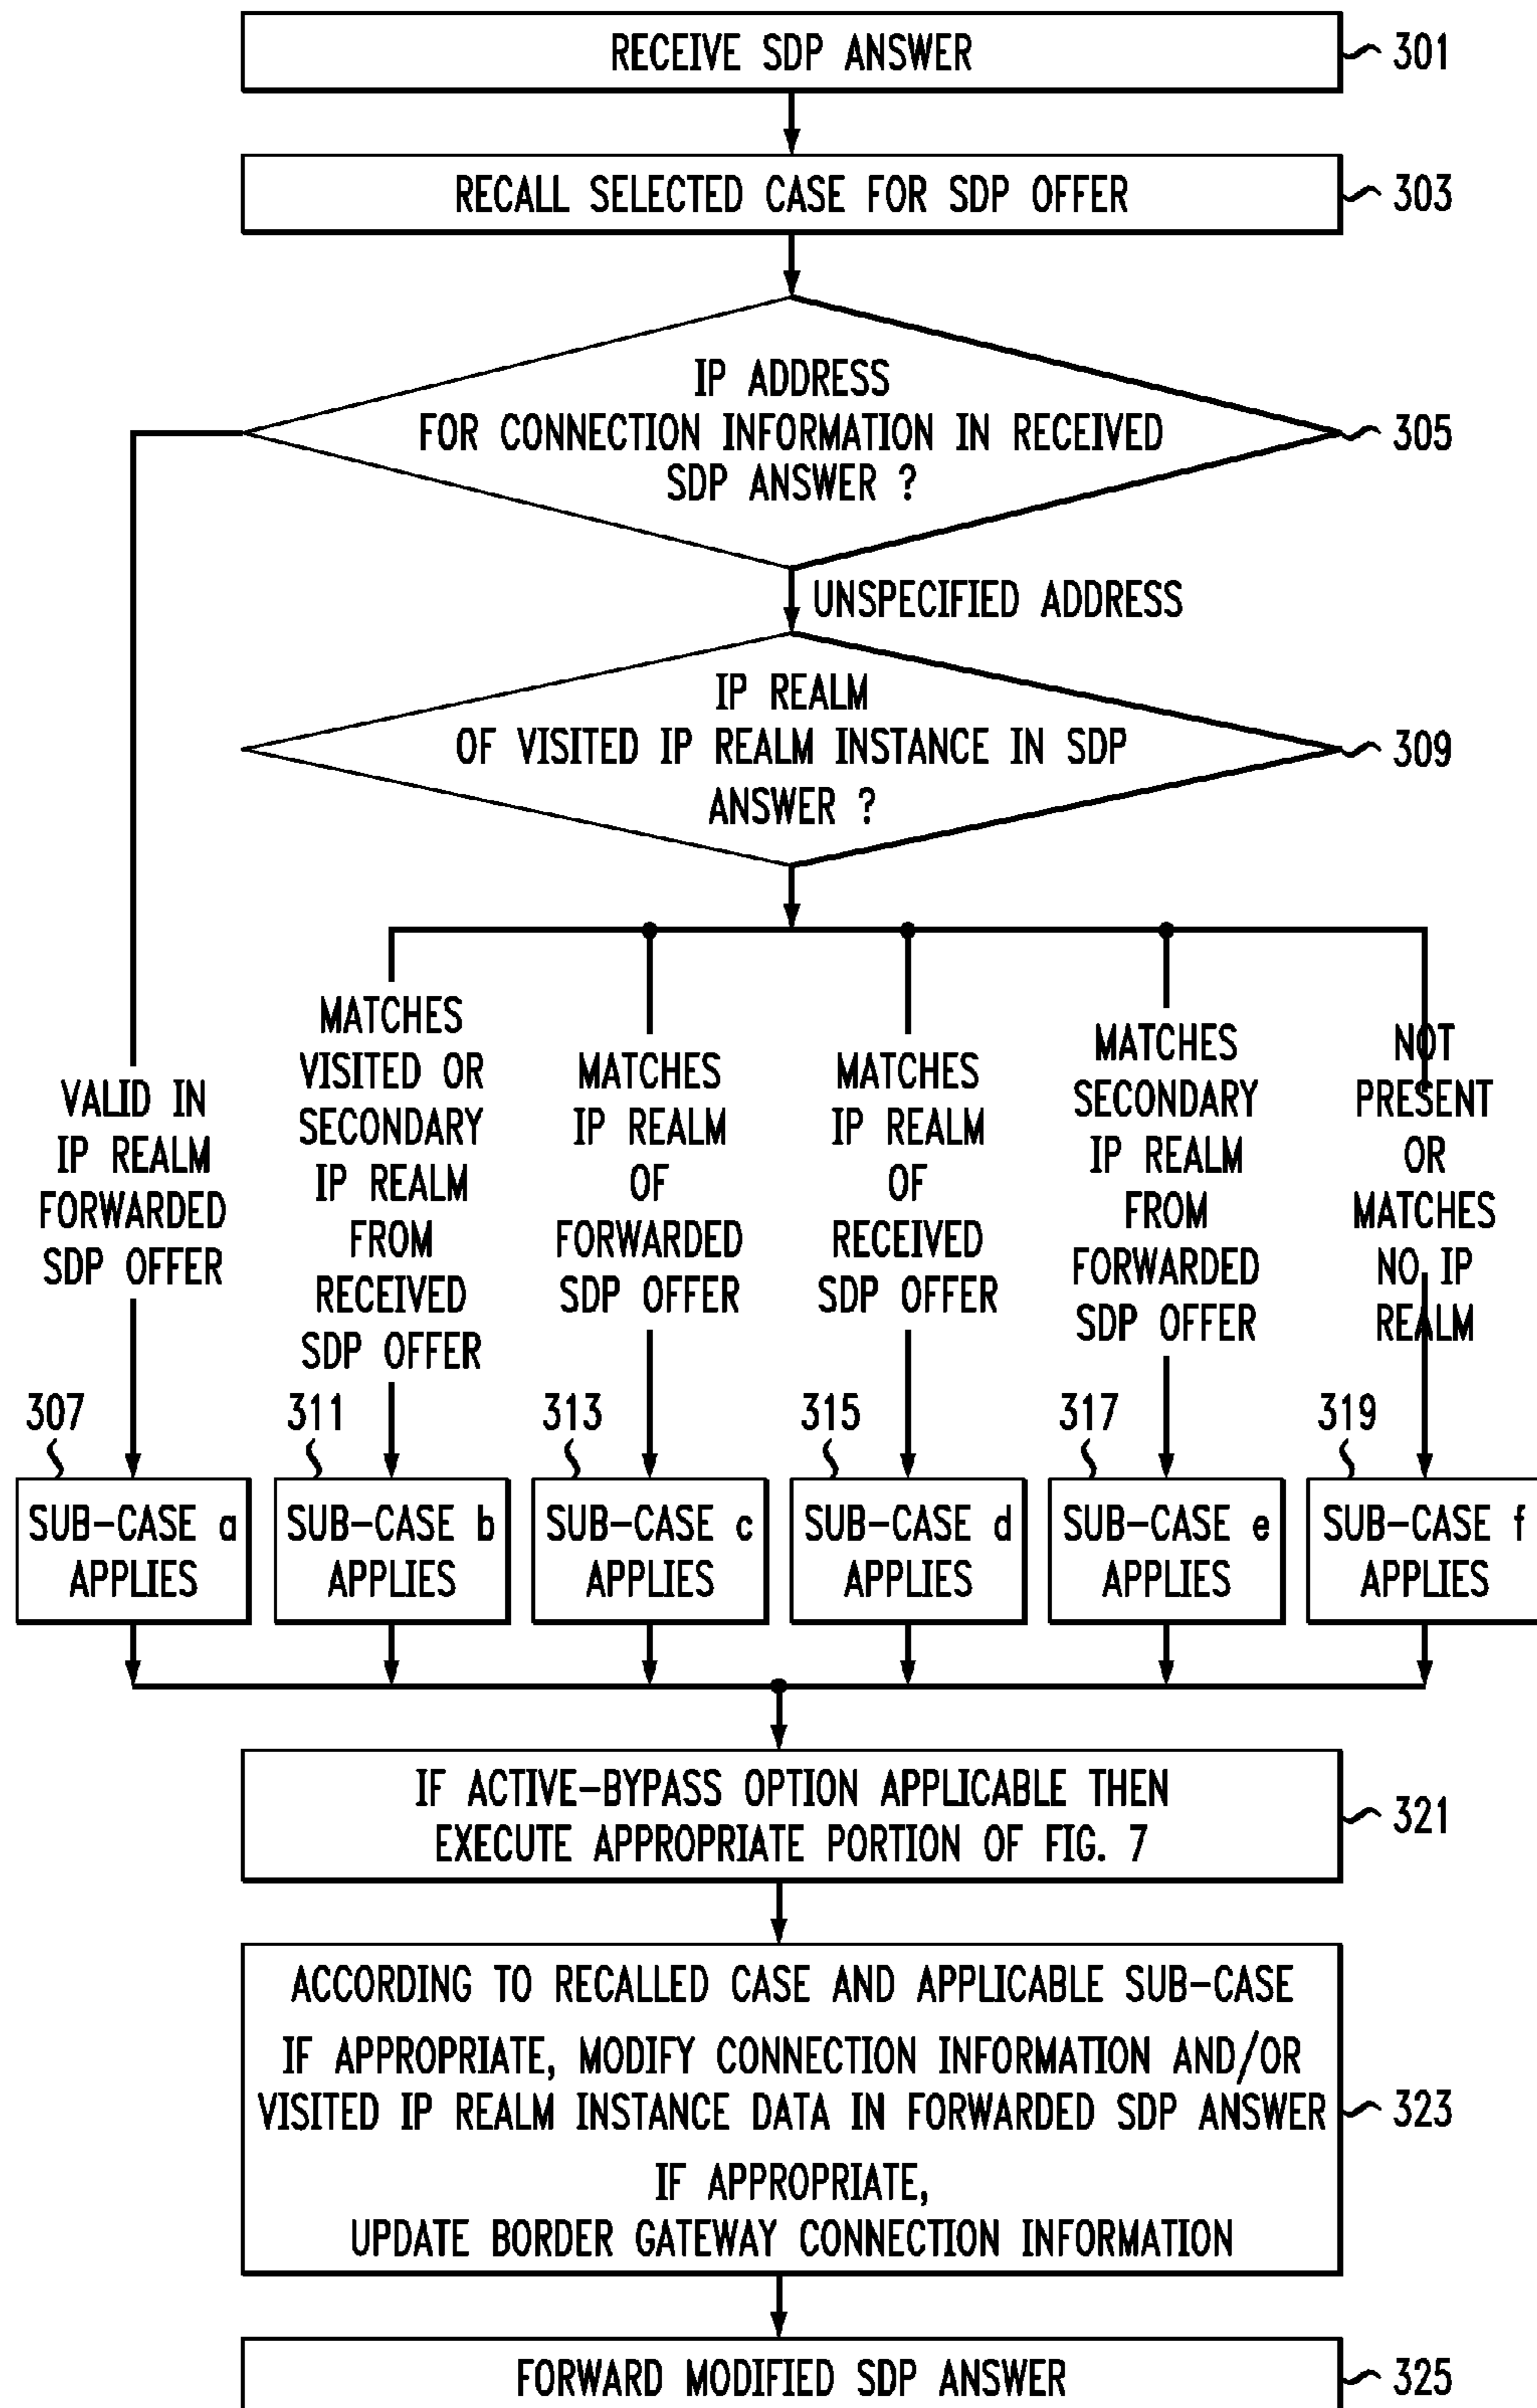 RECEIVE SDP ANSWER
301
RECALL SELECTED CASE FOR SDP OFFER
303
IP ADDRESS
FOR CONNECTION INFORMATION IN RECEIVED
SDP ANSWER ?
305
UNSPECIFIED ADDRESS
IP REALM
OF VISITED IP REALM INSTANCE IN SDP
ANSWER ?
309
VALID IN
IP REALM
FORWARDED
SDP OFFER
MATCHES
VISITED OR
SECONDARY
IP REALM
FROM
RECEIVED
SDP OFFER
MATCHES
IP REALM
OF
FORWARDED
SDP OFFER
MATCHES
IP REALM
OF
RECEIVED
SDP OFFER
MATCHES
SECONDARY
IP REALM
FROM
FORWARDED
SDP OFFER
NOT
PRESENT
OR
MATCHES
NO IP
REALM
307
SUB-CASE a
APPLIES
311
SUB-CASE b
APPLIES
313
SUB-CASE c
APPLIES
315
SUB-CASE d
APPLIES
317
SUB-CASE e
APPLIES
319
SUB-CASE f
APPLIES
IF ACTIVE-BYPASS OPTION APPLICABLE THEN
EXECUTE APPROPRIATE PORTION OF FIG. 7
321
ACCORDING TO RECALLED CASE AND APPLICABLE SUB-CASE
IF APPROPRIATE, MODIFY CONNECTION INFORMATION AND/OR
VISITED IP REALM INSTANCE DATA IN FORWARDED SDP ANSWER
IF APPROPRIATE,
UPDATE BORDER GATEWAY CONNECTION INFORMATION
323
FORWARD MODIFIED SDP ANSWER
325